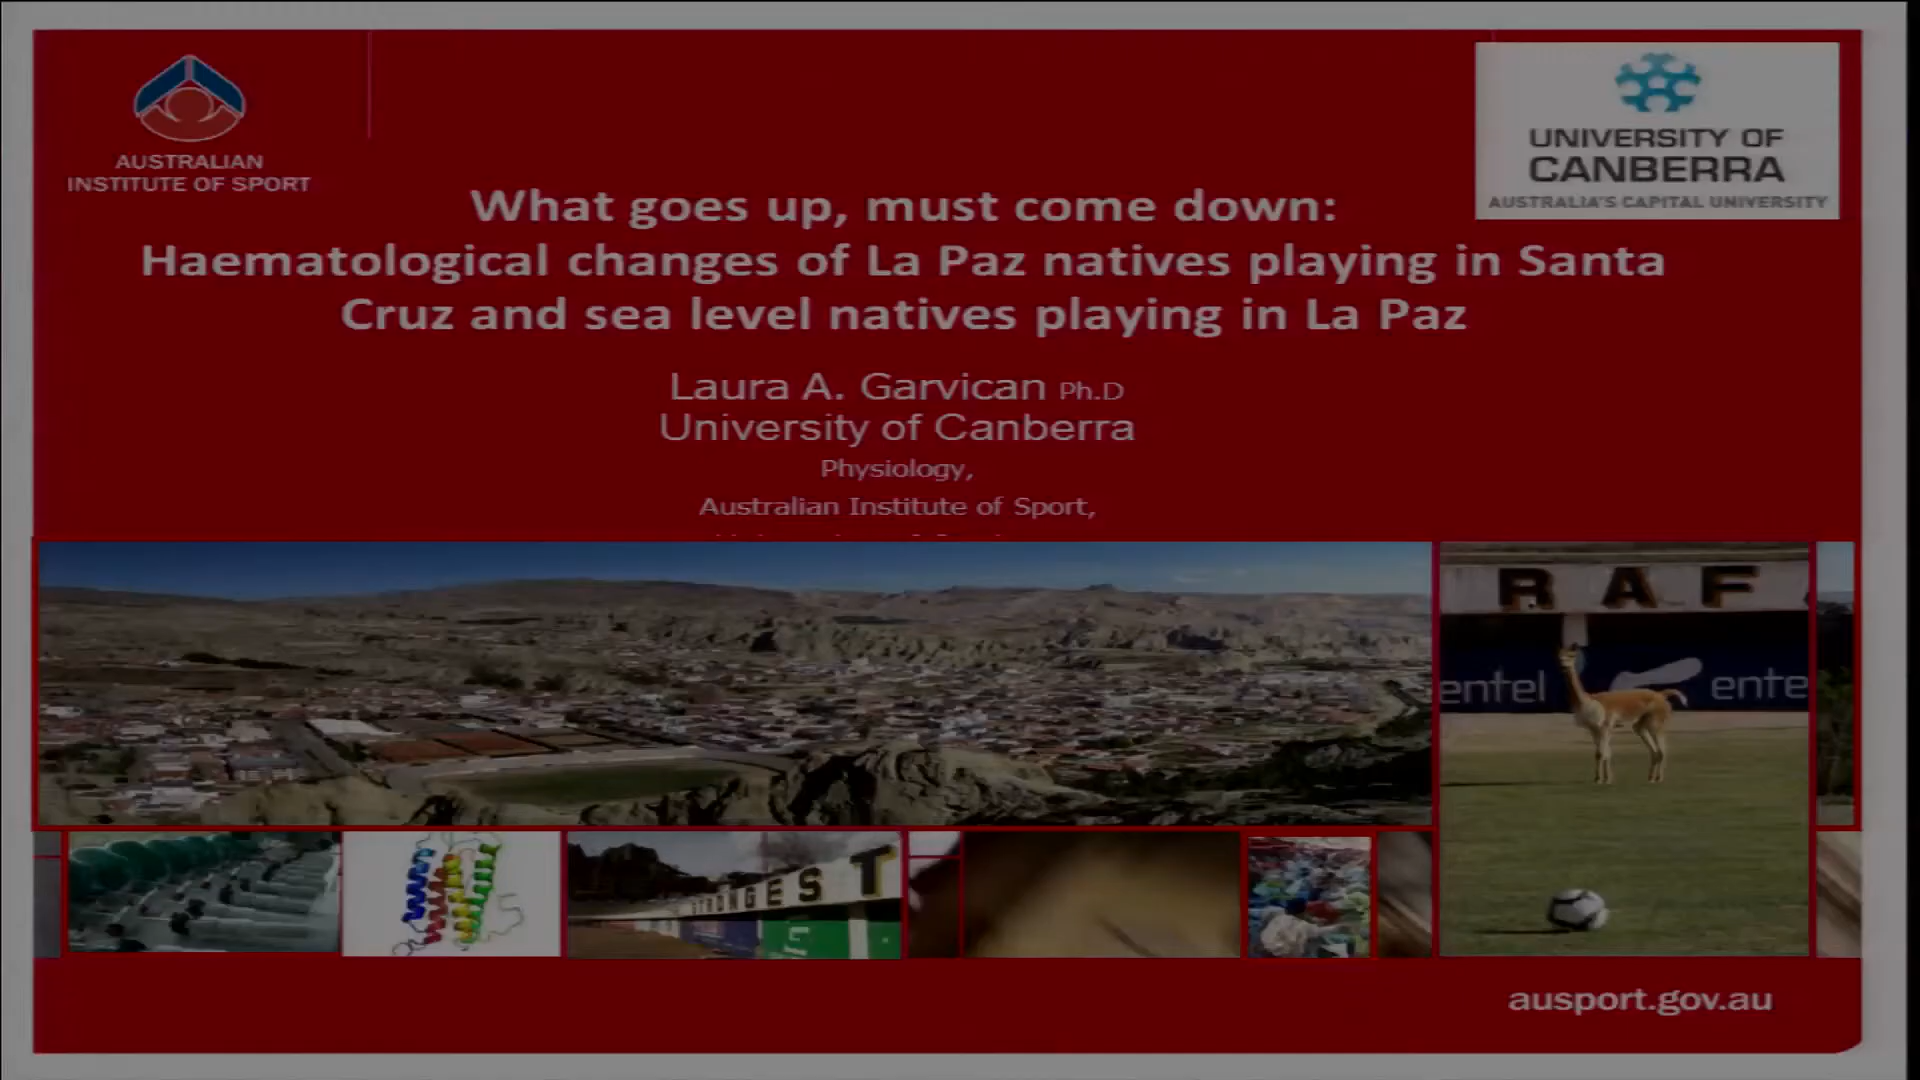 AUSTRALIAN
INSTITUTE OF SPORT
UNIVERSITY OF
CANBERRA
AUSTRALIA'S CAPITAL UNIVERSITY
What goes up, must come down:
Haematological changes of La Paz natives playing in Santa
Cruz and sea level natives playing in La Paz
Laura A. Garvican Ph.D
University of Canberra
Physiology,
Australian Institute of Sport,
R A F
entel
ente
STRONGEST
ausport.gov.au